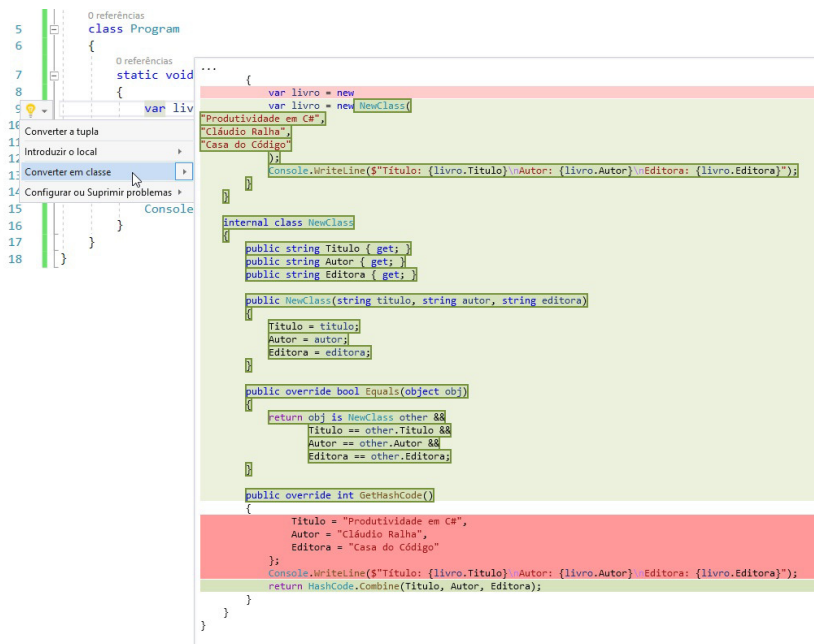 0 referências
5 class Program
6 {
0 referências
7 static void
8 {
9 var liv
10
11
12
13
14
15 Console
16 }
17 }
18 }
Converter a tupla
Introduzir o local
Converter em classe
Configurar ou Suprimir problemas
...
{
var livro = new
var livro = new NewClass(
"Produtividade em C#",
"Cláudio Ralha",
"Casa do Código"
);
Console.WriteLine($"Título: {livro.Titulo}\nAutor: {livro.Autor}\nEditora: {livro.Editora}");
}
}
internal class NewClass
{
public string Titulo { get; }
public string Autor { get; }
public string Editora { get; }
public NewClass(string titulo, string autor, string editora)
{
Titulo = titulo;
Autor = autor;
Editora = editora;
}
public override bool Equals(object obj)
{
return obj is NewClass other &&
Titulo == other.Titulo &&
Autor == other.Autor &&
Editora == other.Editora;
}
public override int GetHashCode()
{
Titulo = "Produtividade em C#",
Autor = "Cláudio Ralha",
Editora = "Casa do Código"
};
Console.WriteLine($"Título: {livro.Titulo}\nAutor: {livro.Autor}\nEditora: {livro.Editora}");
return HashCode.Combine(Titulo, Autor, Editora);
}
}
}